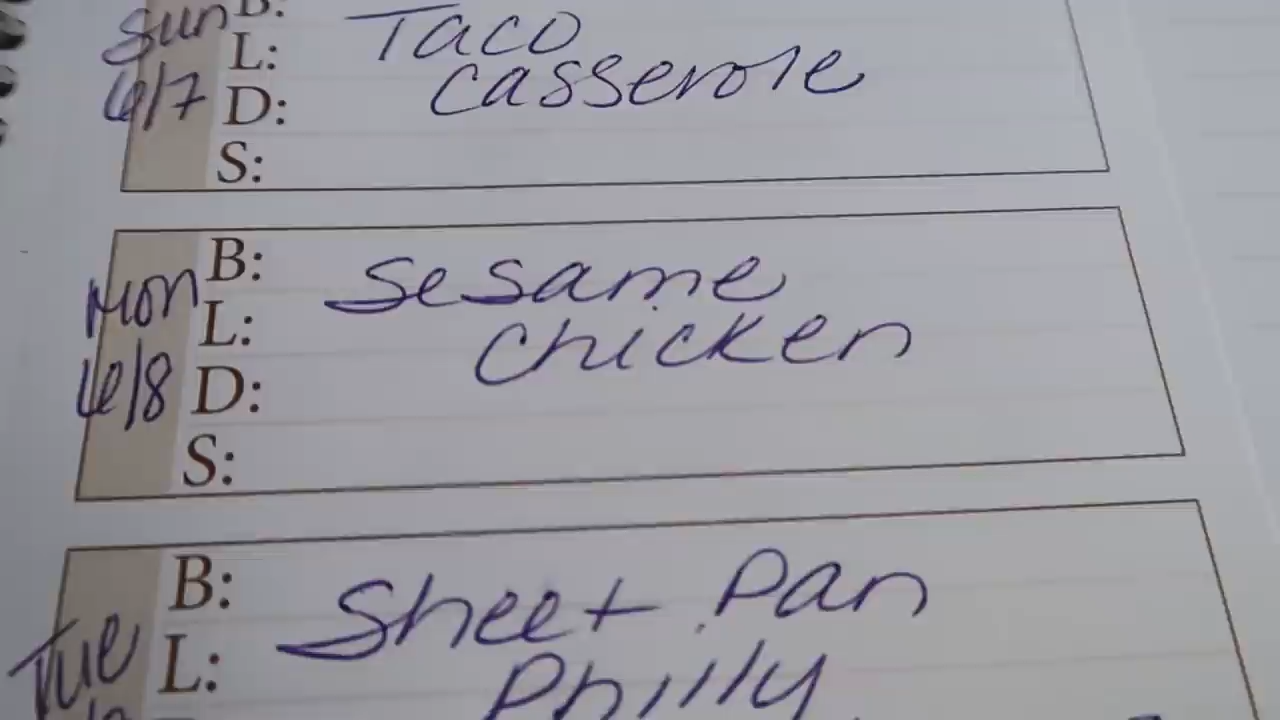 Sun B: Taco
L: casserole
6/7 D:
S:
B: Sesame
Mon L: chicken
6/8 D:
S:
B: Sheet Pan
Tue L: Philly